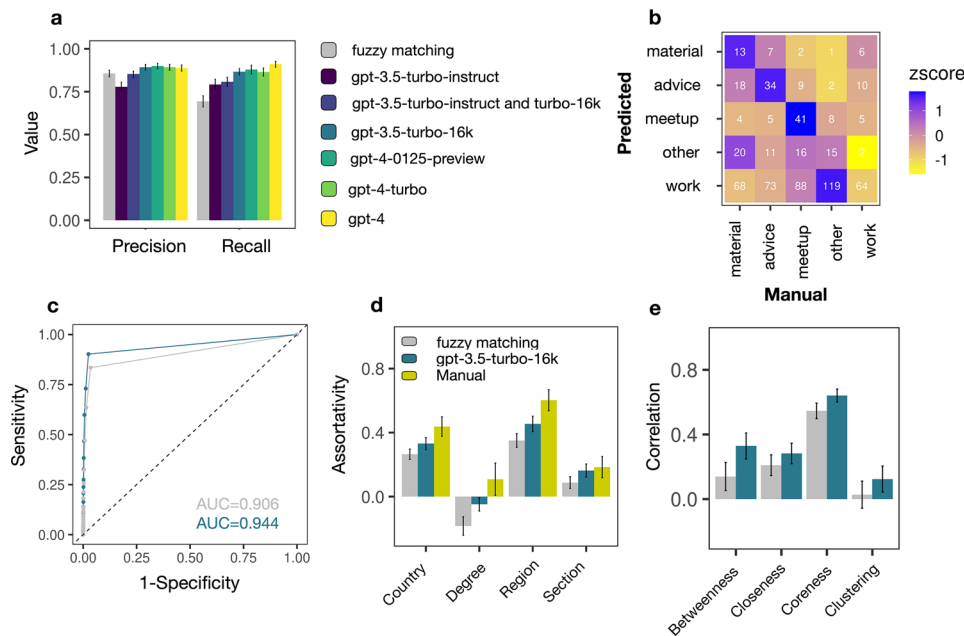 a
1.00
0.75
0.50
0.25
0.00
Value
Precision
Recall
fuzzy matching
gpt-3.5-turbo-instruct
gpt-3.5-turbo-instruct and turbo-16k
gpt-3.5-turbo-16k
gpt-4-0125-preview
gpt-4-turbo
gpt-4
b
Predicted
material 13 7 2 1 6
advice 18 34 9 2 10
meetup 4 5 41 8 5
other 20 11 16 15 2
work 68 73 88 119 64
material advice meetup other work
Manual
zscore
1
0
-1
c
1.00
0.75
0.50
0.25
0.00
Sensitivity
AUC=0.906
AUC=0.944
0.00 0.25 0.50 0.75 1.00
1-Specificity
d
fuzzy matching
gpt-3.5-turbo-16k
Manual
0.8
0.4
0.0
Assortativity
Country Degree Region Section
e
0.8
0.4
0.0
Correlation
Betweenness Closeness Coreness Clustering